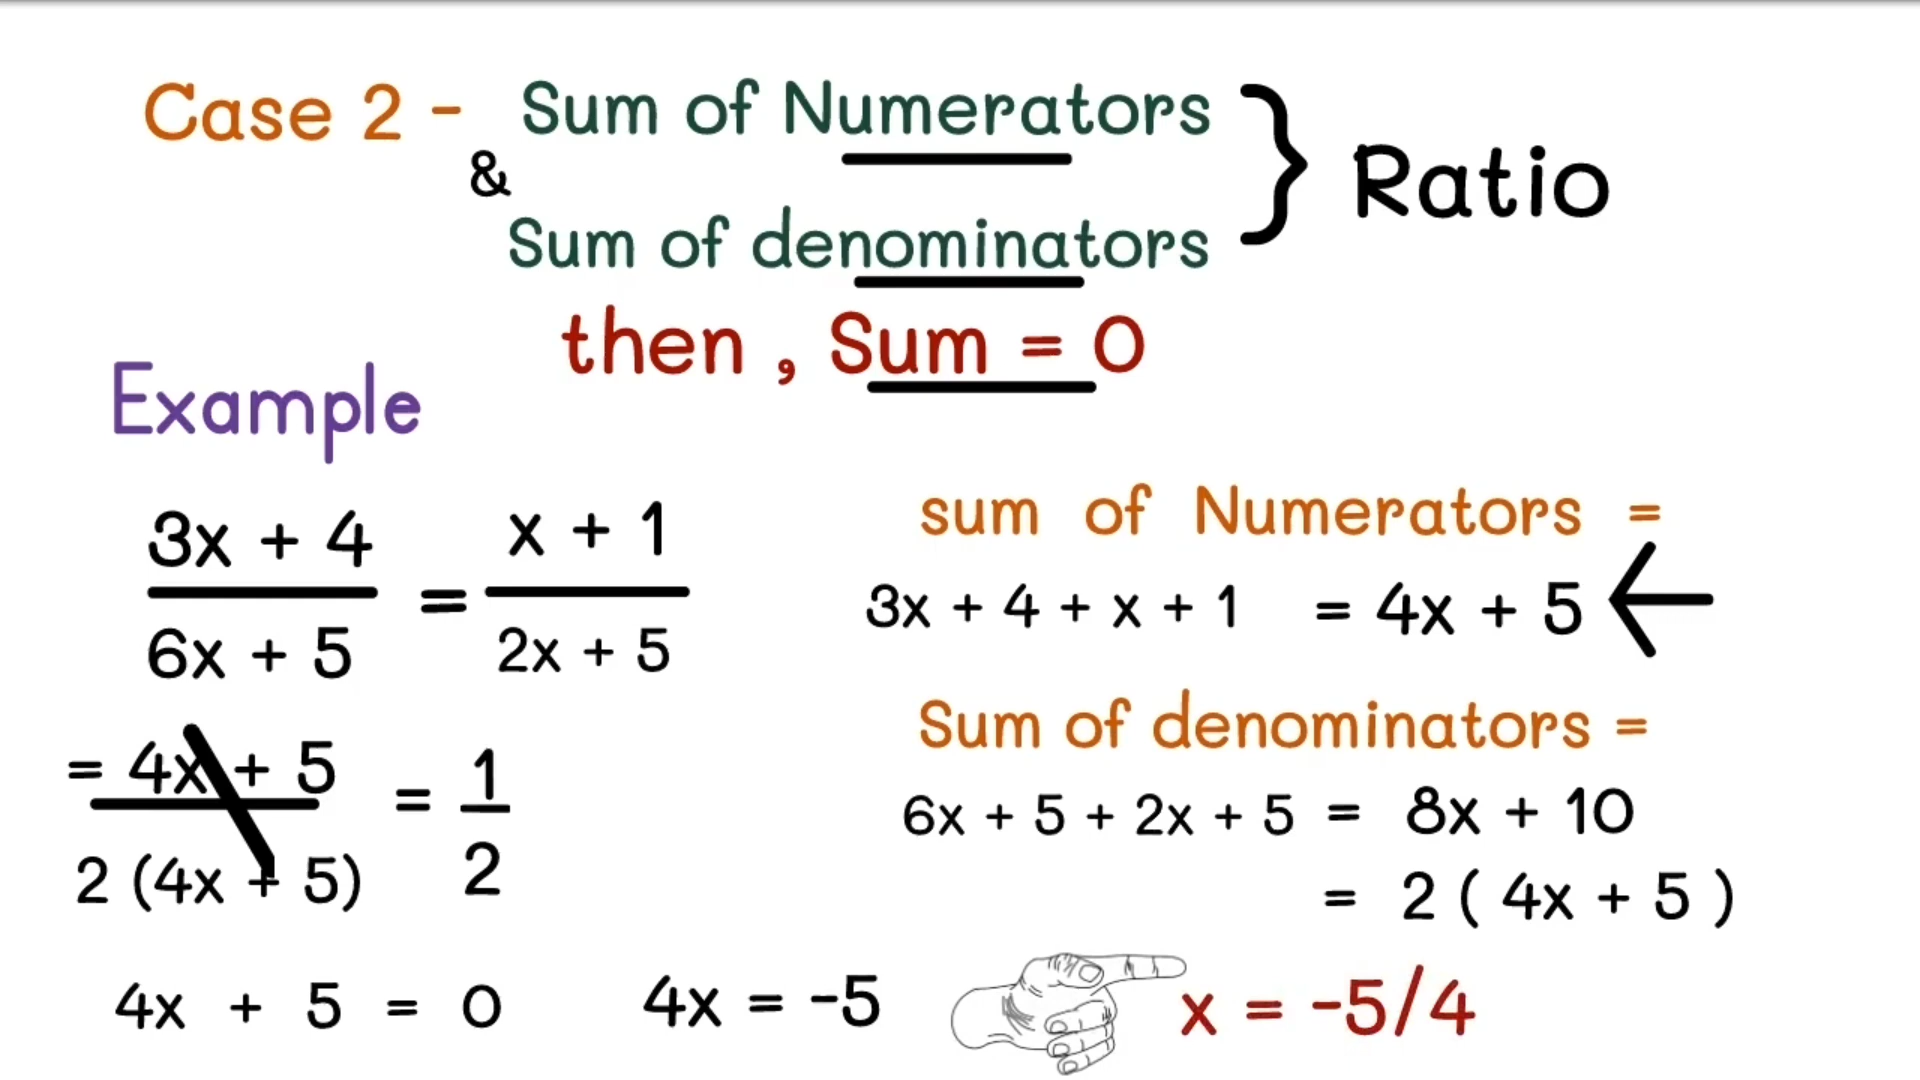 Case 2 - Sum of Numerators
&
Sum of denominators
} Ratio
then , Sum = 0
Example
3x + 4
6x + 5
=
x + 1
2x + 5
sum of Numerators =
3x + 4 + x + 1 = 4x + 5
Sum of denominators =
6x + 5 + 2x + 5 = 8x + 10
= 2 ( 4x + 5 )
= 4x + 5
2 (4x + 5)
= 1
2
4x + 5 = 0
4x = -5
x = -5/4